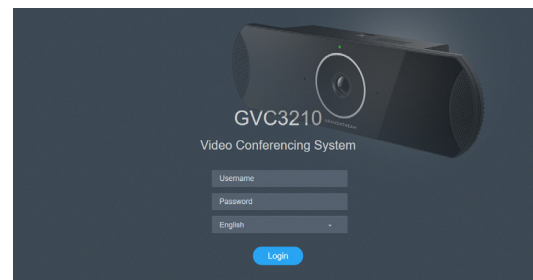 GVC3210
Video Conferencing System
Username
Password
English
Login